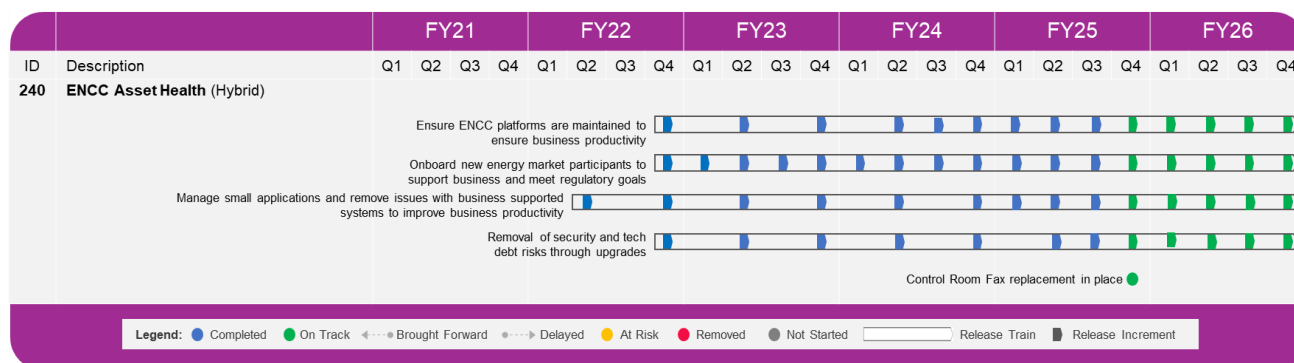 FY21 FY22 FY23 FY24 FY25 FY26
ID Description Q1 Q2 Q3 Q4 Q1 Q2 Q3 Q4 Q1 Q2 Q3 Q4 Q1 Q2 Q3 Q4 Q1 Q2 Q3 Q4 Q1 Q2 Q3 Q4
240 ENCC Asset Health (Hybrid)
Ensure ENCC platforms are maintained to
ensure business productivity
Onboard new energy market participants to
support business and meet regulatory goals
Manage small applications and remove issues with business supported
systems to improve business productivity
Removal of security and tech
debt risks through upgrades
Control Room Fax replacement in place
Legend: Completed On Track Brought Forward Delayed At Risk Removed Not Started Release Train Release Increment